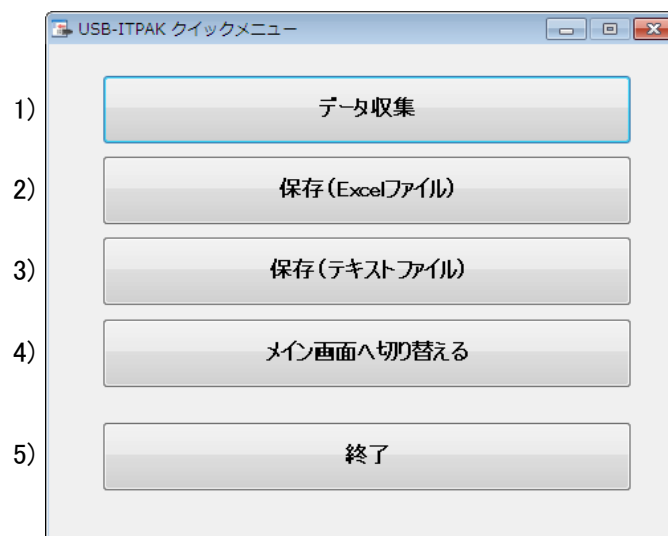 USB-ITPAK クイックメニュー
1) データ収集
2) 保存(Excelファイル)
3) 保存(テキストファイル)
4) メイン画面へ切り替える
5) 終了